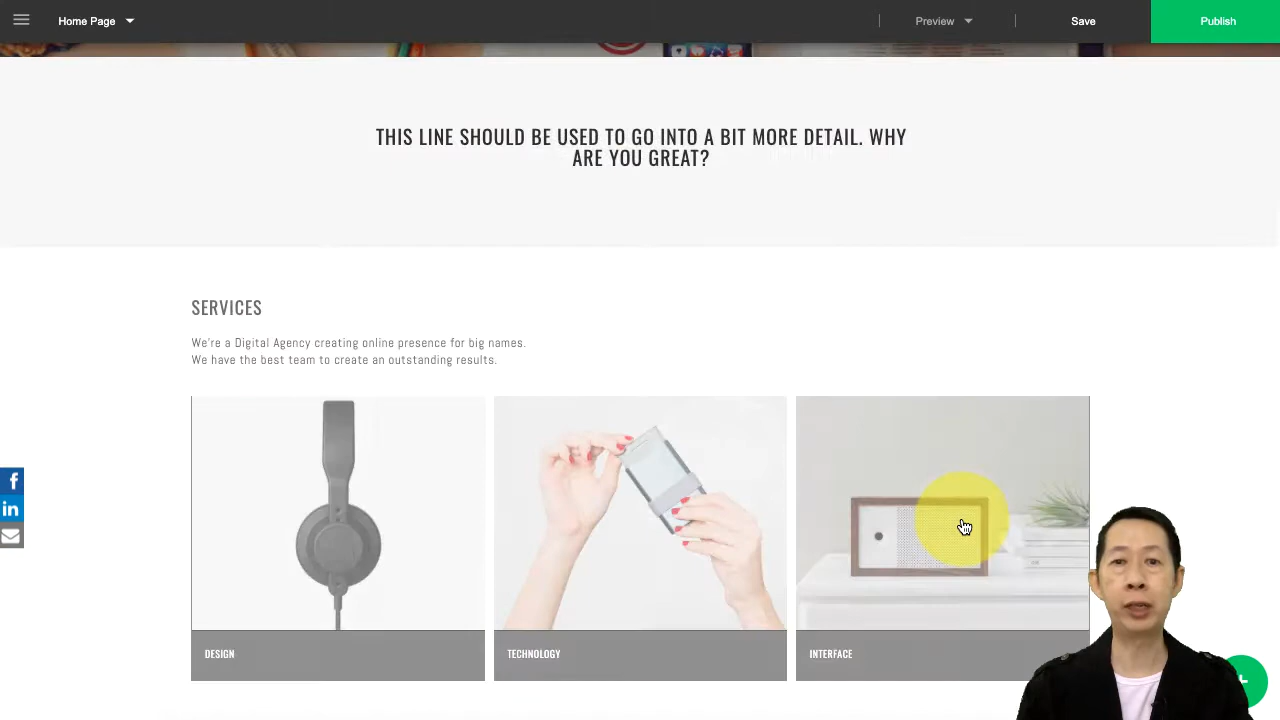 Home Page
Preview
Save
Publish
THIS LINE SHOULD BE USED TO GO INTO A BIT MORE DETAIL. WHY
ARE YOU GREAT?
SERVICES
We're a Digital Agency creating online presence for big names.
We have the best team to create an outstanding results.
f
in
DESIGN
TECHNOLOGY
INTERFACE